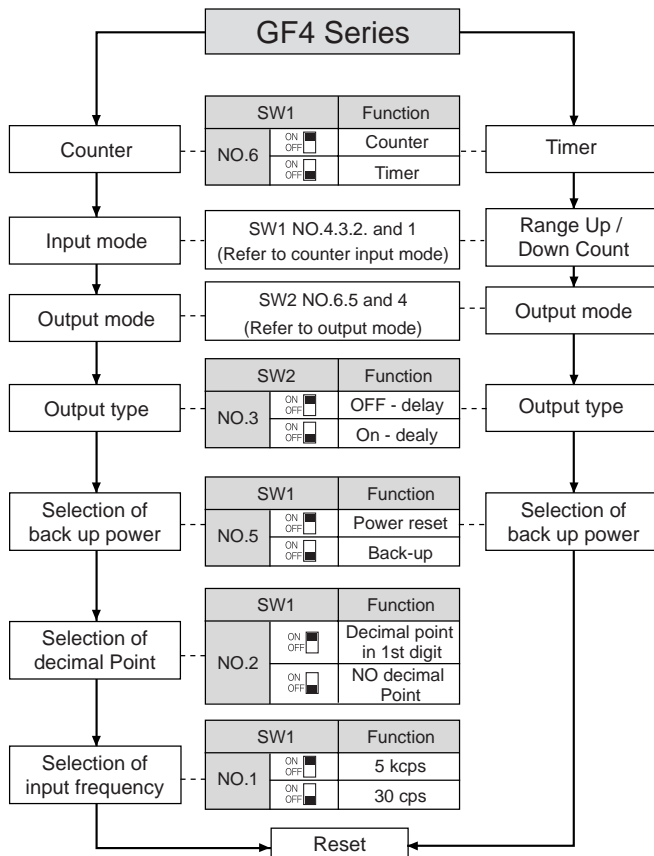 GF4 Series
SW1 Function
NO.6
ON
OFF
Counter
ON
OFF
Timer
Counter
Timer
Input mode
SW1 NO.4.3.2. and 1
(Refer to counter input mode)
Range Up /
Down Count
Output mode
SW2 NO.6.5 and 4
(Refer to output mode)
Output mode
SW2 Function
Output type
NO.3
ON
OFF
OFF - delay
ON
OFF
On - dealy
Output type
SW1 Function
Selection of
back up power
NO.5
ON
OFF
Power reset
ON
OFF
Back-up
Selection of
back up power
SW1 Function
Selection of
decimal Point
NO.2
ON
OFF
Decimal point
in 1st digit
ON
OFF
NO decimal
Point
SW1 Function
Selection of
input frequency
NO.1
ON
OFF
5 kcps
ON
OFF
30 cps
Reset